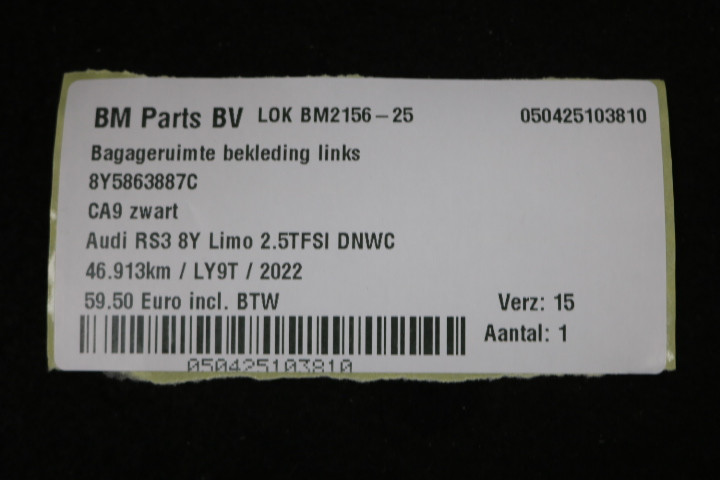 BM Parts BV LOK BM2156-25 050425103810
Bagageruimte bekleding links
8Y5863887C
CA9 zwart
Audi RS3 8Y Limo 2.5TFSI DNWC
46.913km / LY9T / 2022
59.50 Euro incl. BTW Verz: 15
Aantal: 1
050425103810